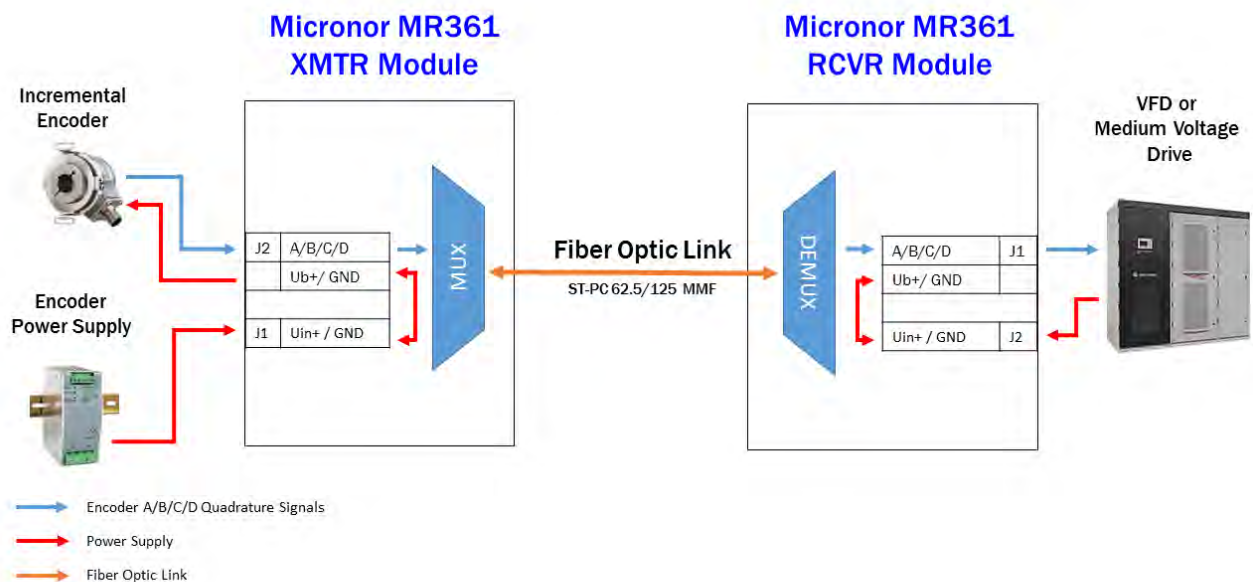 Micronor MR361
XMTR Module
Micronor MR361
RCVR Module
Incremental
Encoder
VFD or
Medium Voltage
Drive
J2 A/B/C/D
Ub+/ GND
J1 Uin+ / GND
MUX
Fiber Optic Link
ST-PC 62.5/125 MMF
DEMUX
A/B/C/D J1
Ub+/ GND
Uin+ / GND J2
Encoder
Power Supply
Encoder A/B/C/D Quadrature Signals
Power Supply
Fiber Optic Link